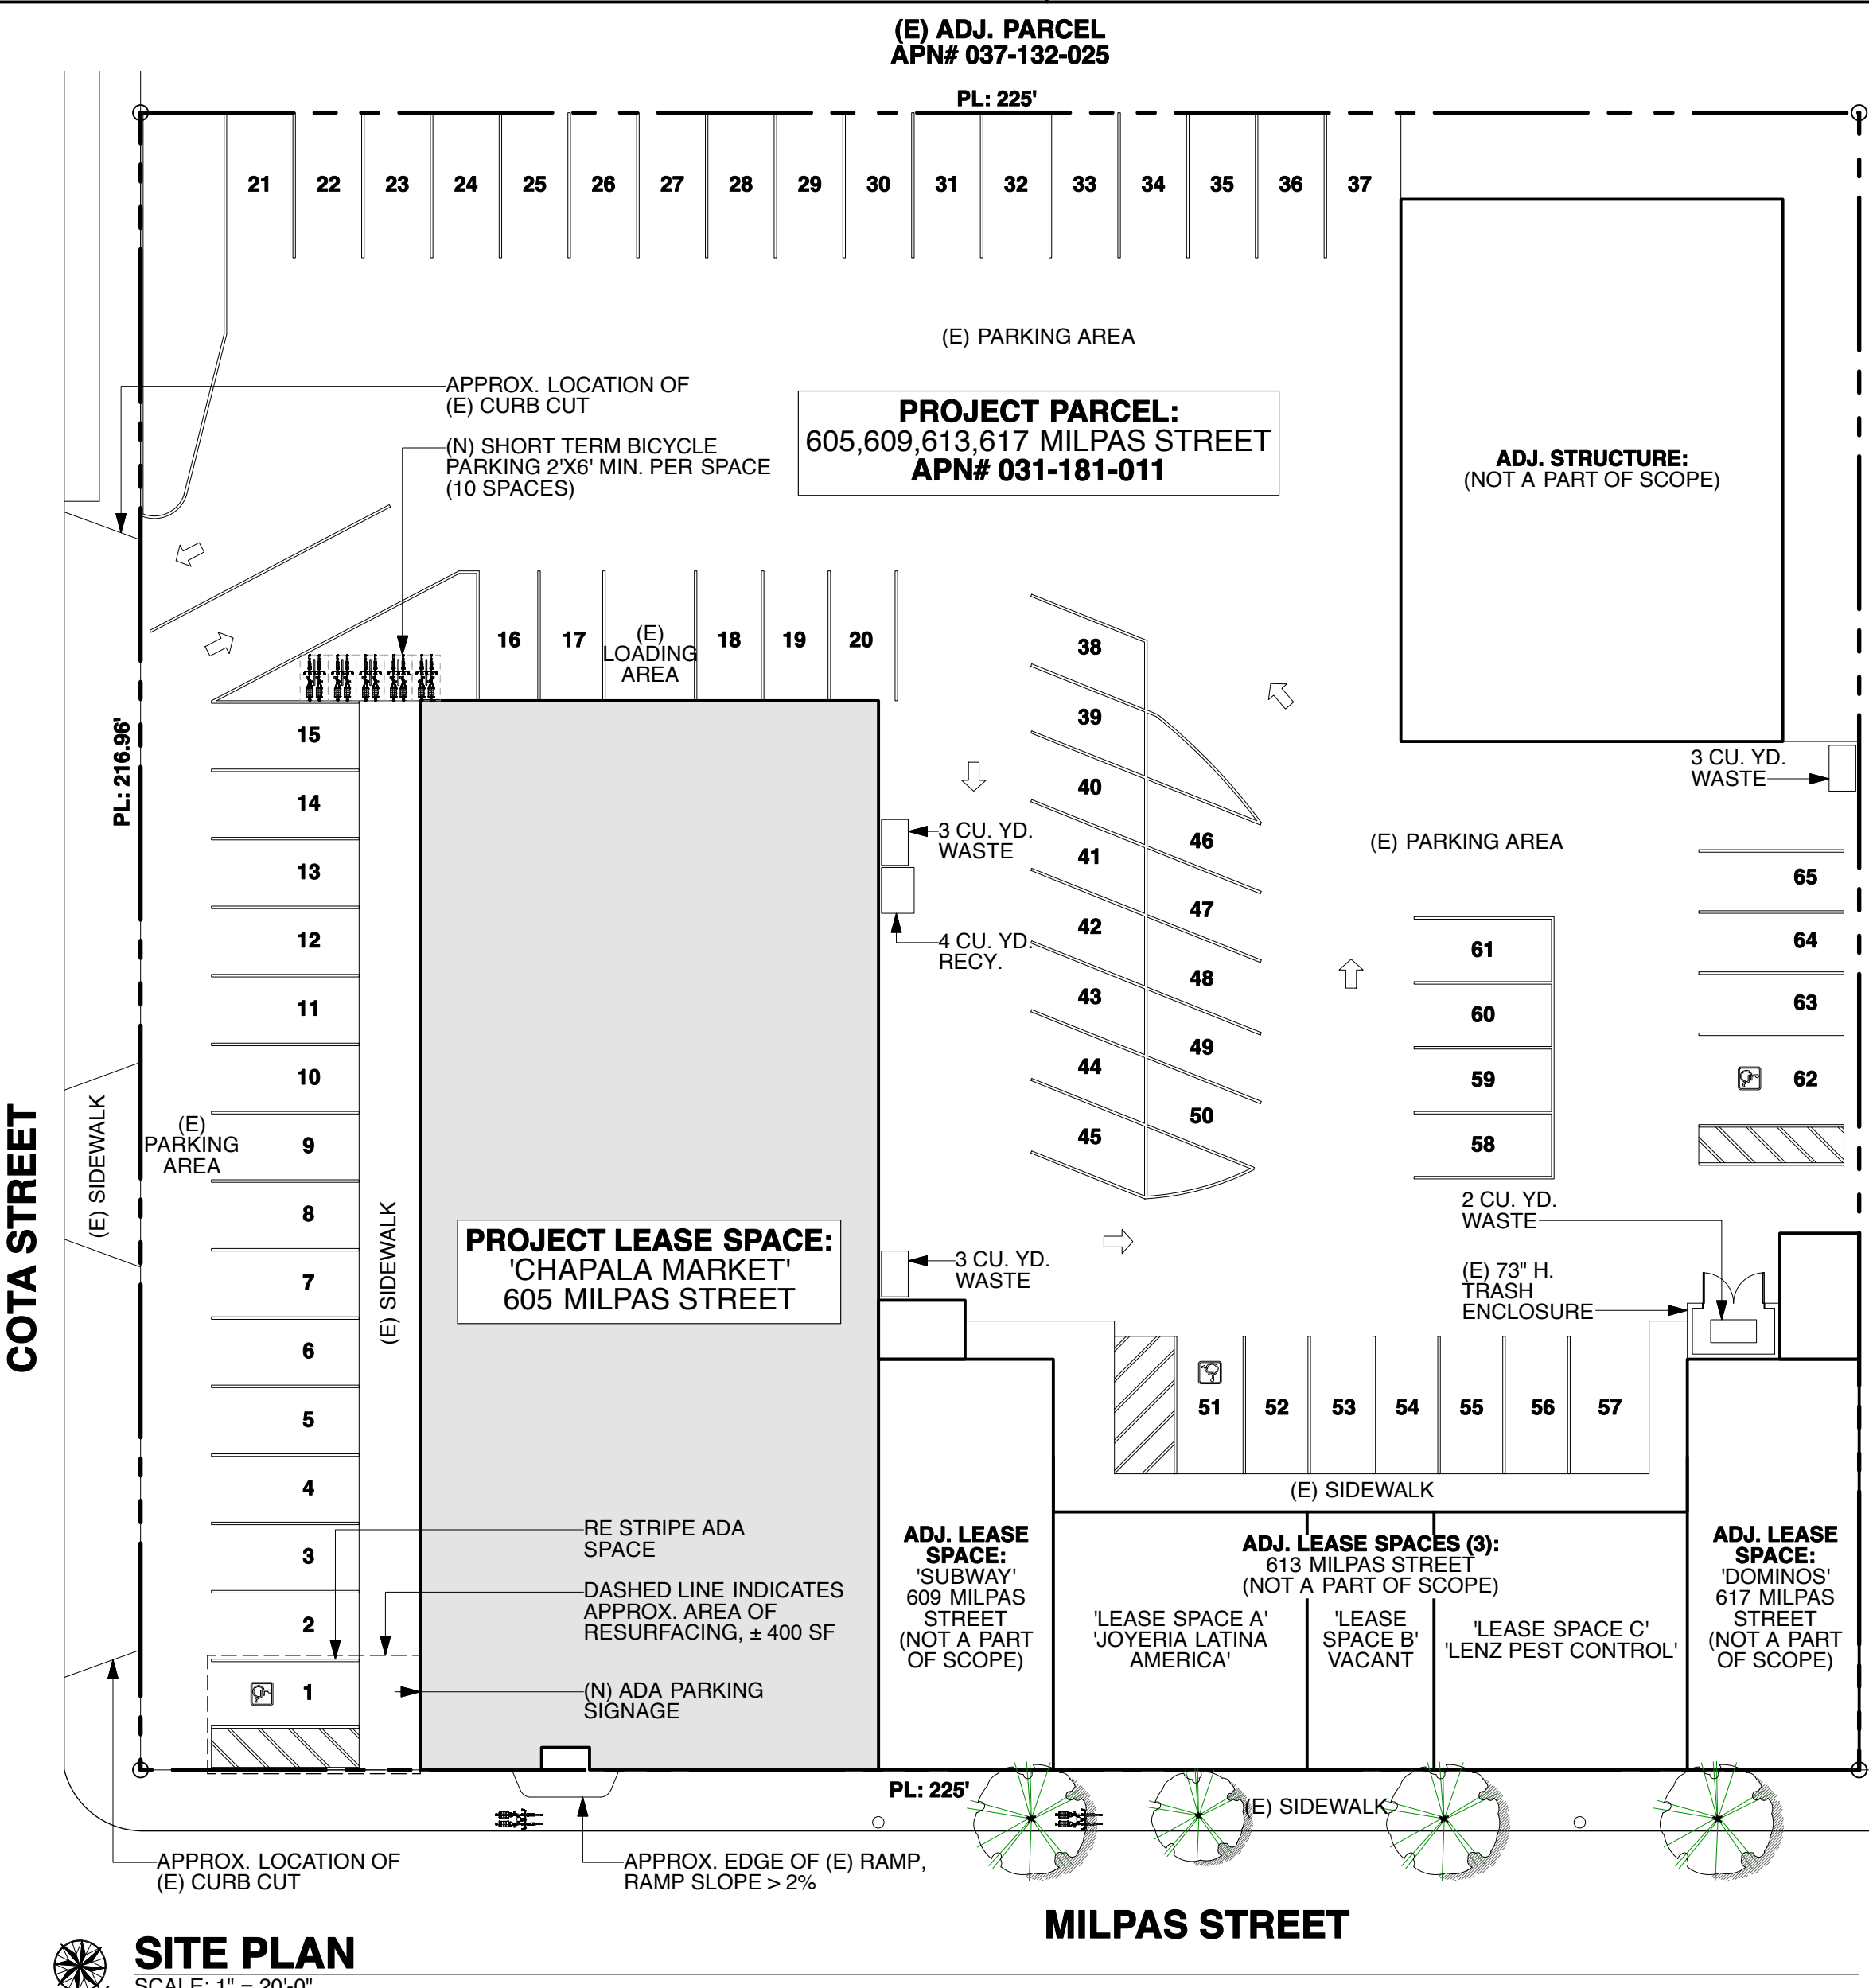 (E) ADJ. PARCEL
APN# 037-132-025
PL: 225'
21 22 23 24 25 26 27 28 29 30 31 32 33 34 35 36 37
(E) PARKING AREA
APPROX. LOCATION OF
(E) CURB CUT
(N) SHORT TERM BICYCLE
PARKING 2'X6' MIN. PER SPACE
(10 SPACES)
PROJECT PARCEL:
605,609,613,617 MILPAS STREET
APN# 031-181-011
ADJ. STRUCTURE:
(NOT A PART OF SCOPE)
16 17
(E)
LOADING
AREA
18 19 20
PL: 216.96'
15
14
13
12
11
10
9
8
7
6
5
4
3
2
1
COTA STREET
(E) SIDEWALK
(E)
PARKING
AREA
(E) SIDEWALK
PROJECT LEASE SPACE:
'CHAPALA MARKET'
605 MILPAS STREET
3 CU. YD.
WASTE
4 CU. YD.
RECY.
3 CU. YD.
WASTE
38
39
40
41
42
43
44
45
46
47
48
49
50
(E) PARKING AREA
3 CU. YD.
WASTE
61
60
59
58
65
64
63
62
2 CU. YD.
WASTE
(E) 73" H.
TRASH
ENCLOSURE
51 52 53 54 55 56 57
(E) SIDEWALK
RE STRIPE ADA
SPACE
DASHED LINE INDICATES
APPROX. AREA OF
RESURFACING, ± 400 SF
(N) ADA PARKING
SIGNAGE
ADJ. LEASE
SPACE:
'SUBWAY'
609 MILPAS
STREET
(NOT A PART
OF SCOPE)
ADJ. LEASE SPACES (3):
613 MILPAS STREET
(NOT A PART OF SCOPE)
'LEASE SPACE A'
'JOYERIA LATINA
AMERICA'
'LEASE
SPACE B'
VACANT
'LEASE SPACE C'
'LENZ PEST CONTROL'
ADJ. LEASE
SPACE:
'DOMINOS'
617 MILPAS
STREET
(NOT A PART
OF SCOPE)
PL: 225'
(E) SIDEWALK
APPROX. LOCATION OF
(E) CURB CUT
APPROX. EDGE OF (E) RAMP,
RAMP SLOPE > 2%
MILPAS STREET
SITE PLAN
SCALE: 1" = 20'-0"